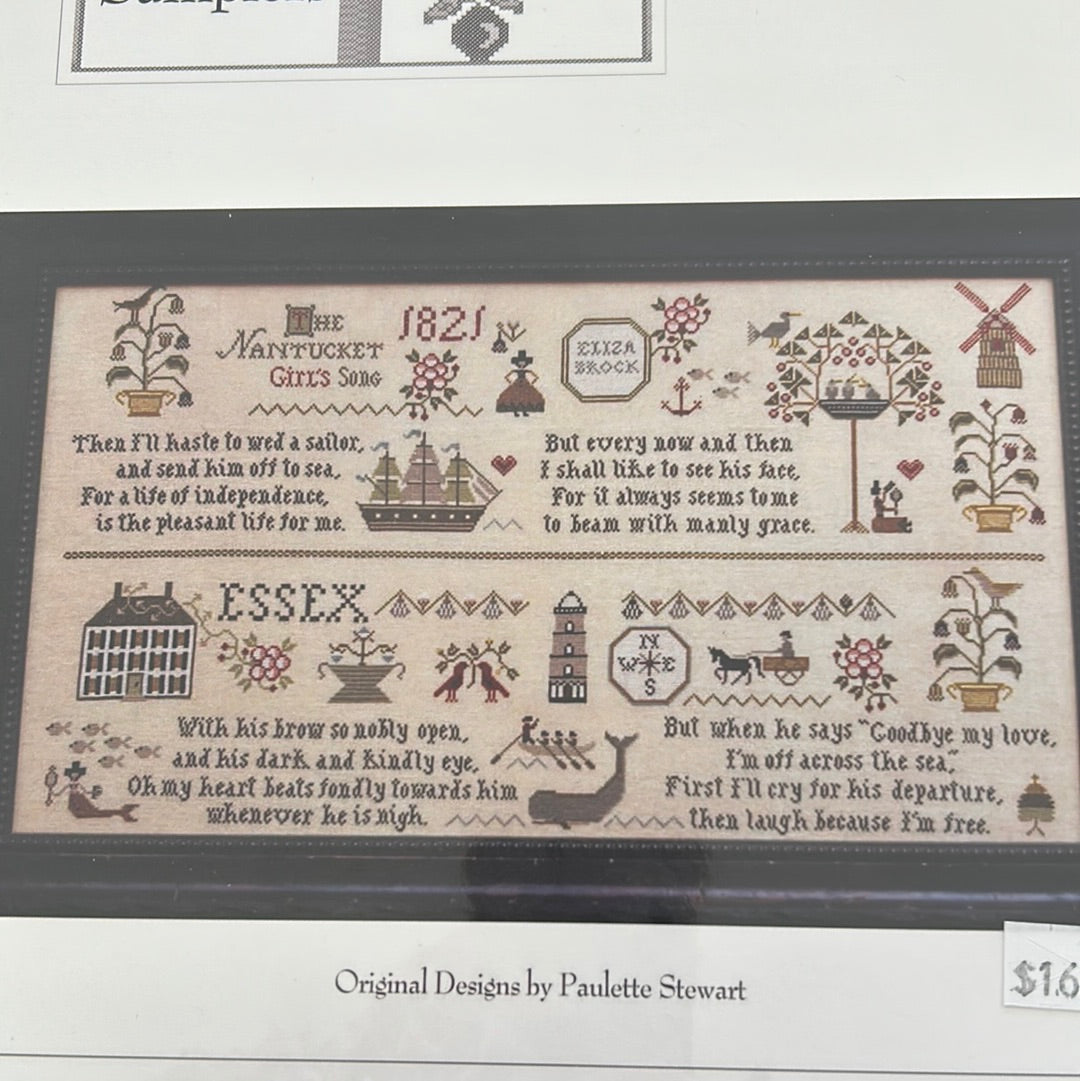 Samplers
THE
NANTUCKET
Girl's Song
1821
ELIZA
BROCK
Then I'll haste to wed a sailor,
and send him off to sea,
For a life of independence,
is the pleasant life for me.
But every now and then
I shall like to see his face,
For it always seems to me
to beam with manly grace.
ESSEX
N
W E
S
With his brow so nobly open,
and his dark and kindly eye,
Oh my heart beats fondly towards him
whenever he is nigh.
But when he says "Goodbye my love,
I'm off across the sea,"
First I'll cry for his departure,
then laugh because I'm free.
Original Designs by Paulette Stewart
$16